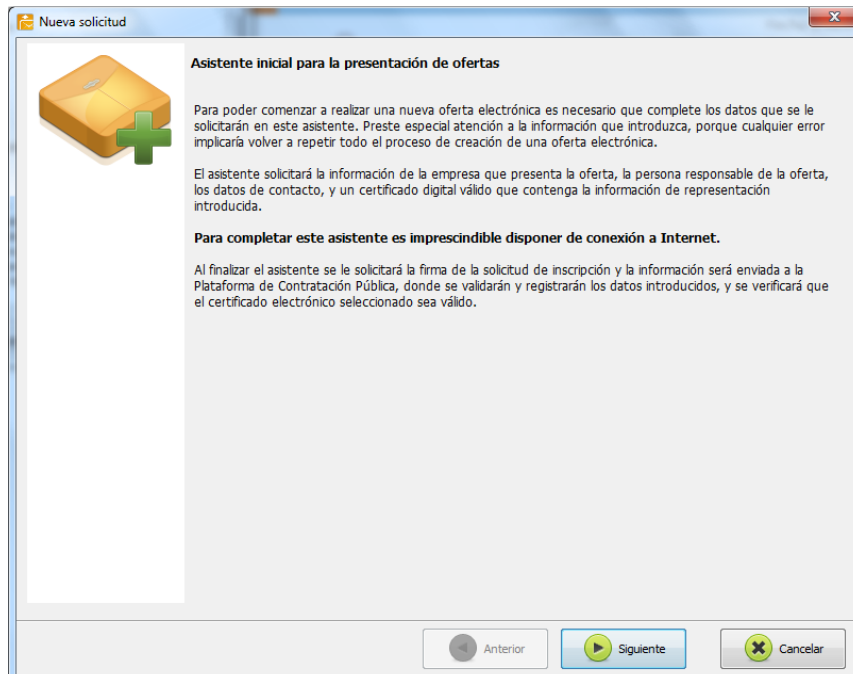 Nueva solicitud
Asistente inicial para la presentación de ofertas
Para poder comenzar a realizar una nueva oferta electrónica es necesario que complete los datos que se le
solicitarán en este asistente. Preste especial atención a la información que introduzca, porque cualquier error
implicaría volver a repetir todo el proceso de creación de una oferta electrónica.
El asistente solicitará la información de la empresa que presenta la oferta, la persona responsable de la oferta,
los datos de contacto, y un certificado digital válido que contenga la información de representación
introducida.
Para completar este asistente es imprescindible disponer de conexión a Internet.
Al finalizar el asistente se le solicitará la firma de la solicitud de inscripción y la información será enviada a la
Plataforma de Contratación Pública, donde se validarán y registrarán los datos introducidos, y se verificará que
el certificado electrónico seleccionado sea válido.
Anterior
Siguiente
Cancelar